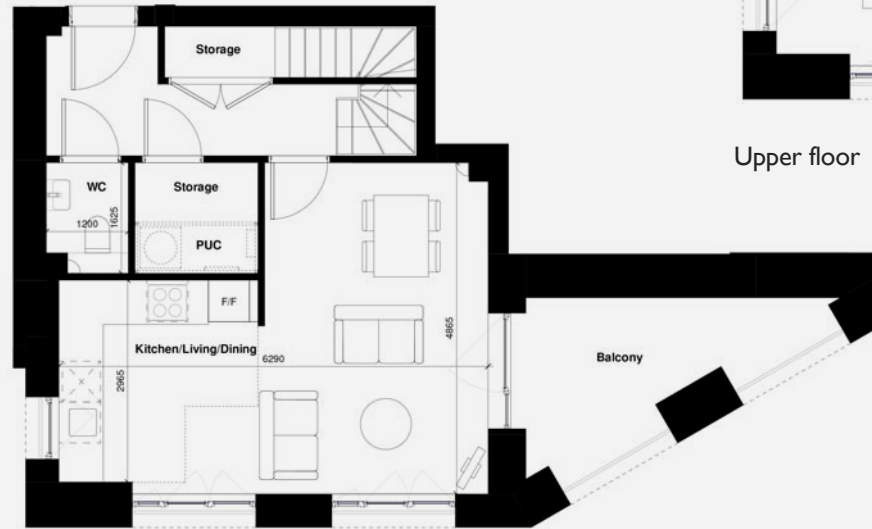 Storage
Upper floor
WC
Storage
1200
1625
PUC
F/F
Kitchen/Living/Dining
6290
4865
2965
Balcony